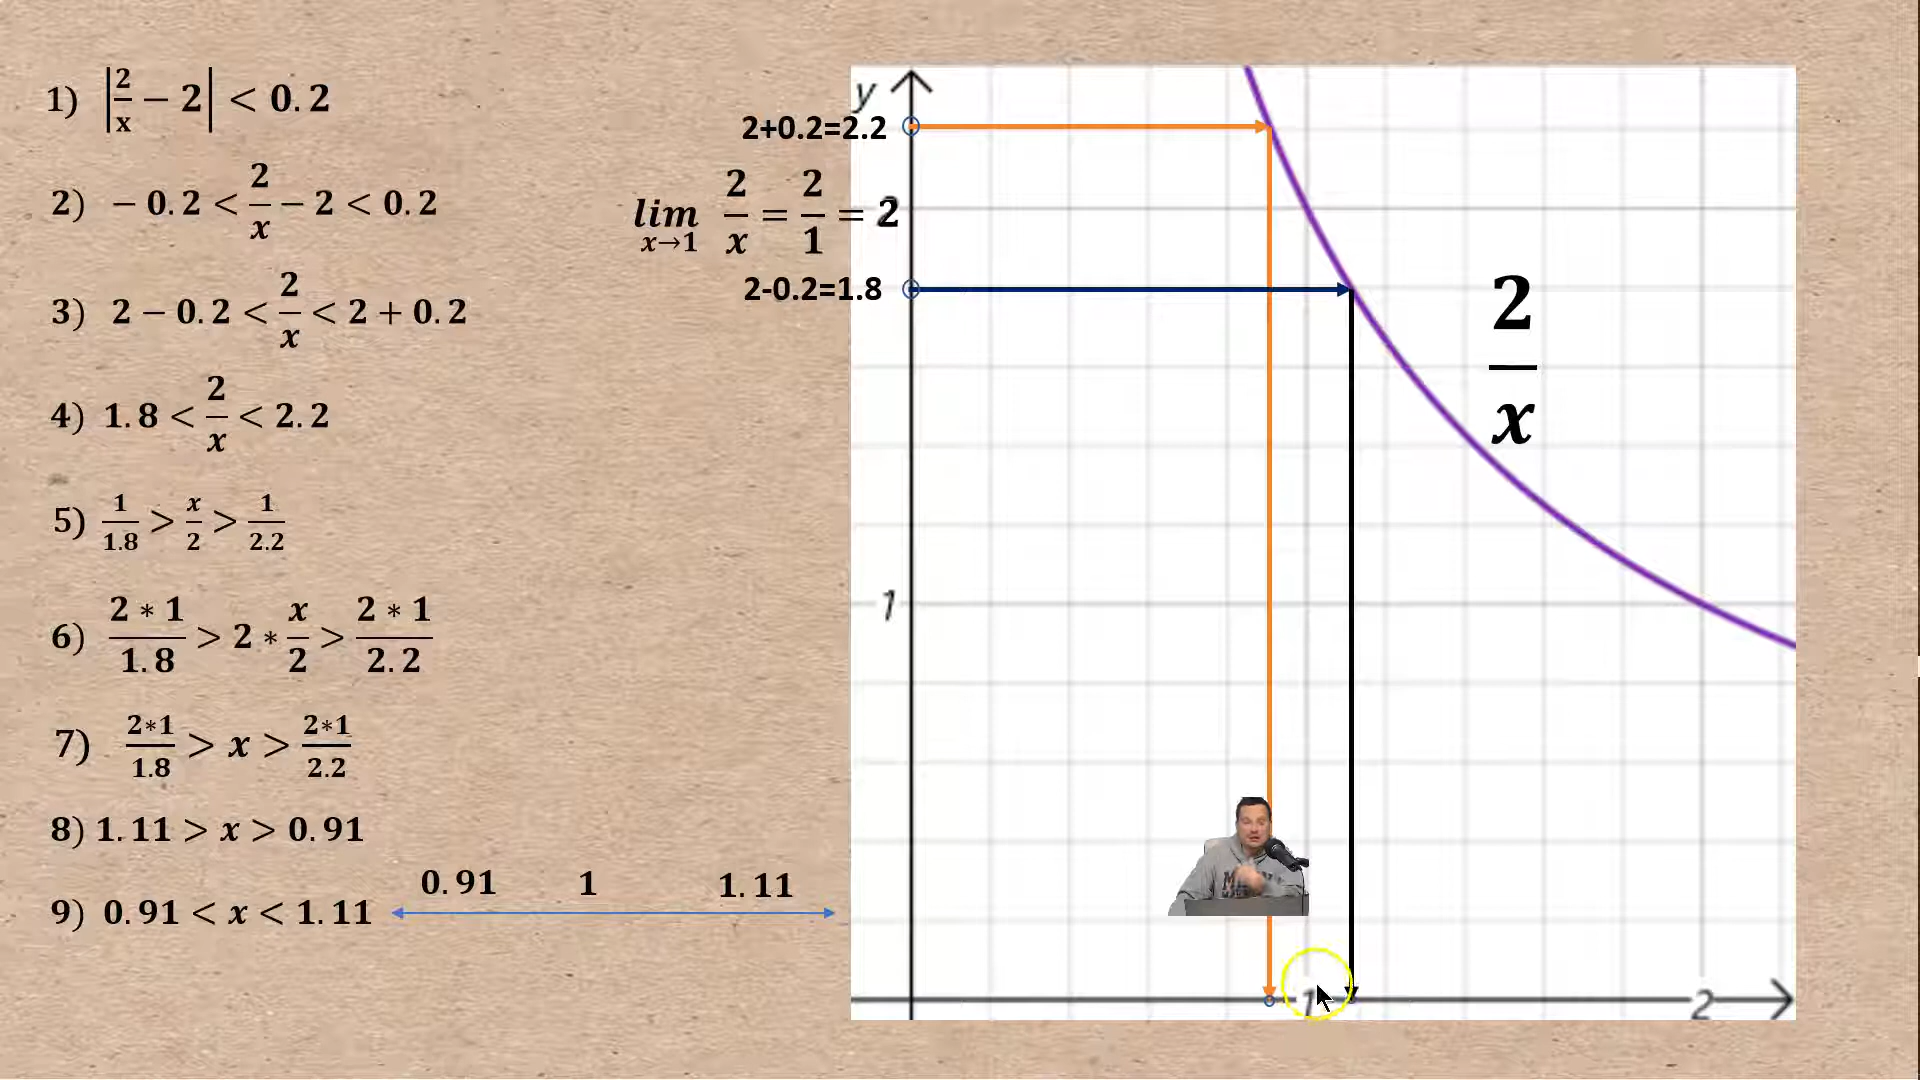 1) |2/x − 2| < 0.2
2) − 0.2 < 2/x − 2 < 0.2
3) 2 − 0.2 < 2/x < 2 + 0.2
4) 1.8 < 2/x < 2.2
5) 1/1.8 > x/2 > 1/2.2
6) 2 * 1/1.8 > 2 * x/2 > 2 * 1/2.2
7) 2*1/1.8 > x > 2*1/2.2
8) 1.11 > x > 0.91
9) 0.91 < x < 1.11
0.91 1 1.11
y
2+0.2=2.2
lim x→1 2/x = 2/1 = 2
2
2-0.2=1.8
2/x
1
1 2